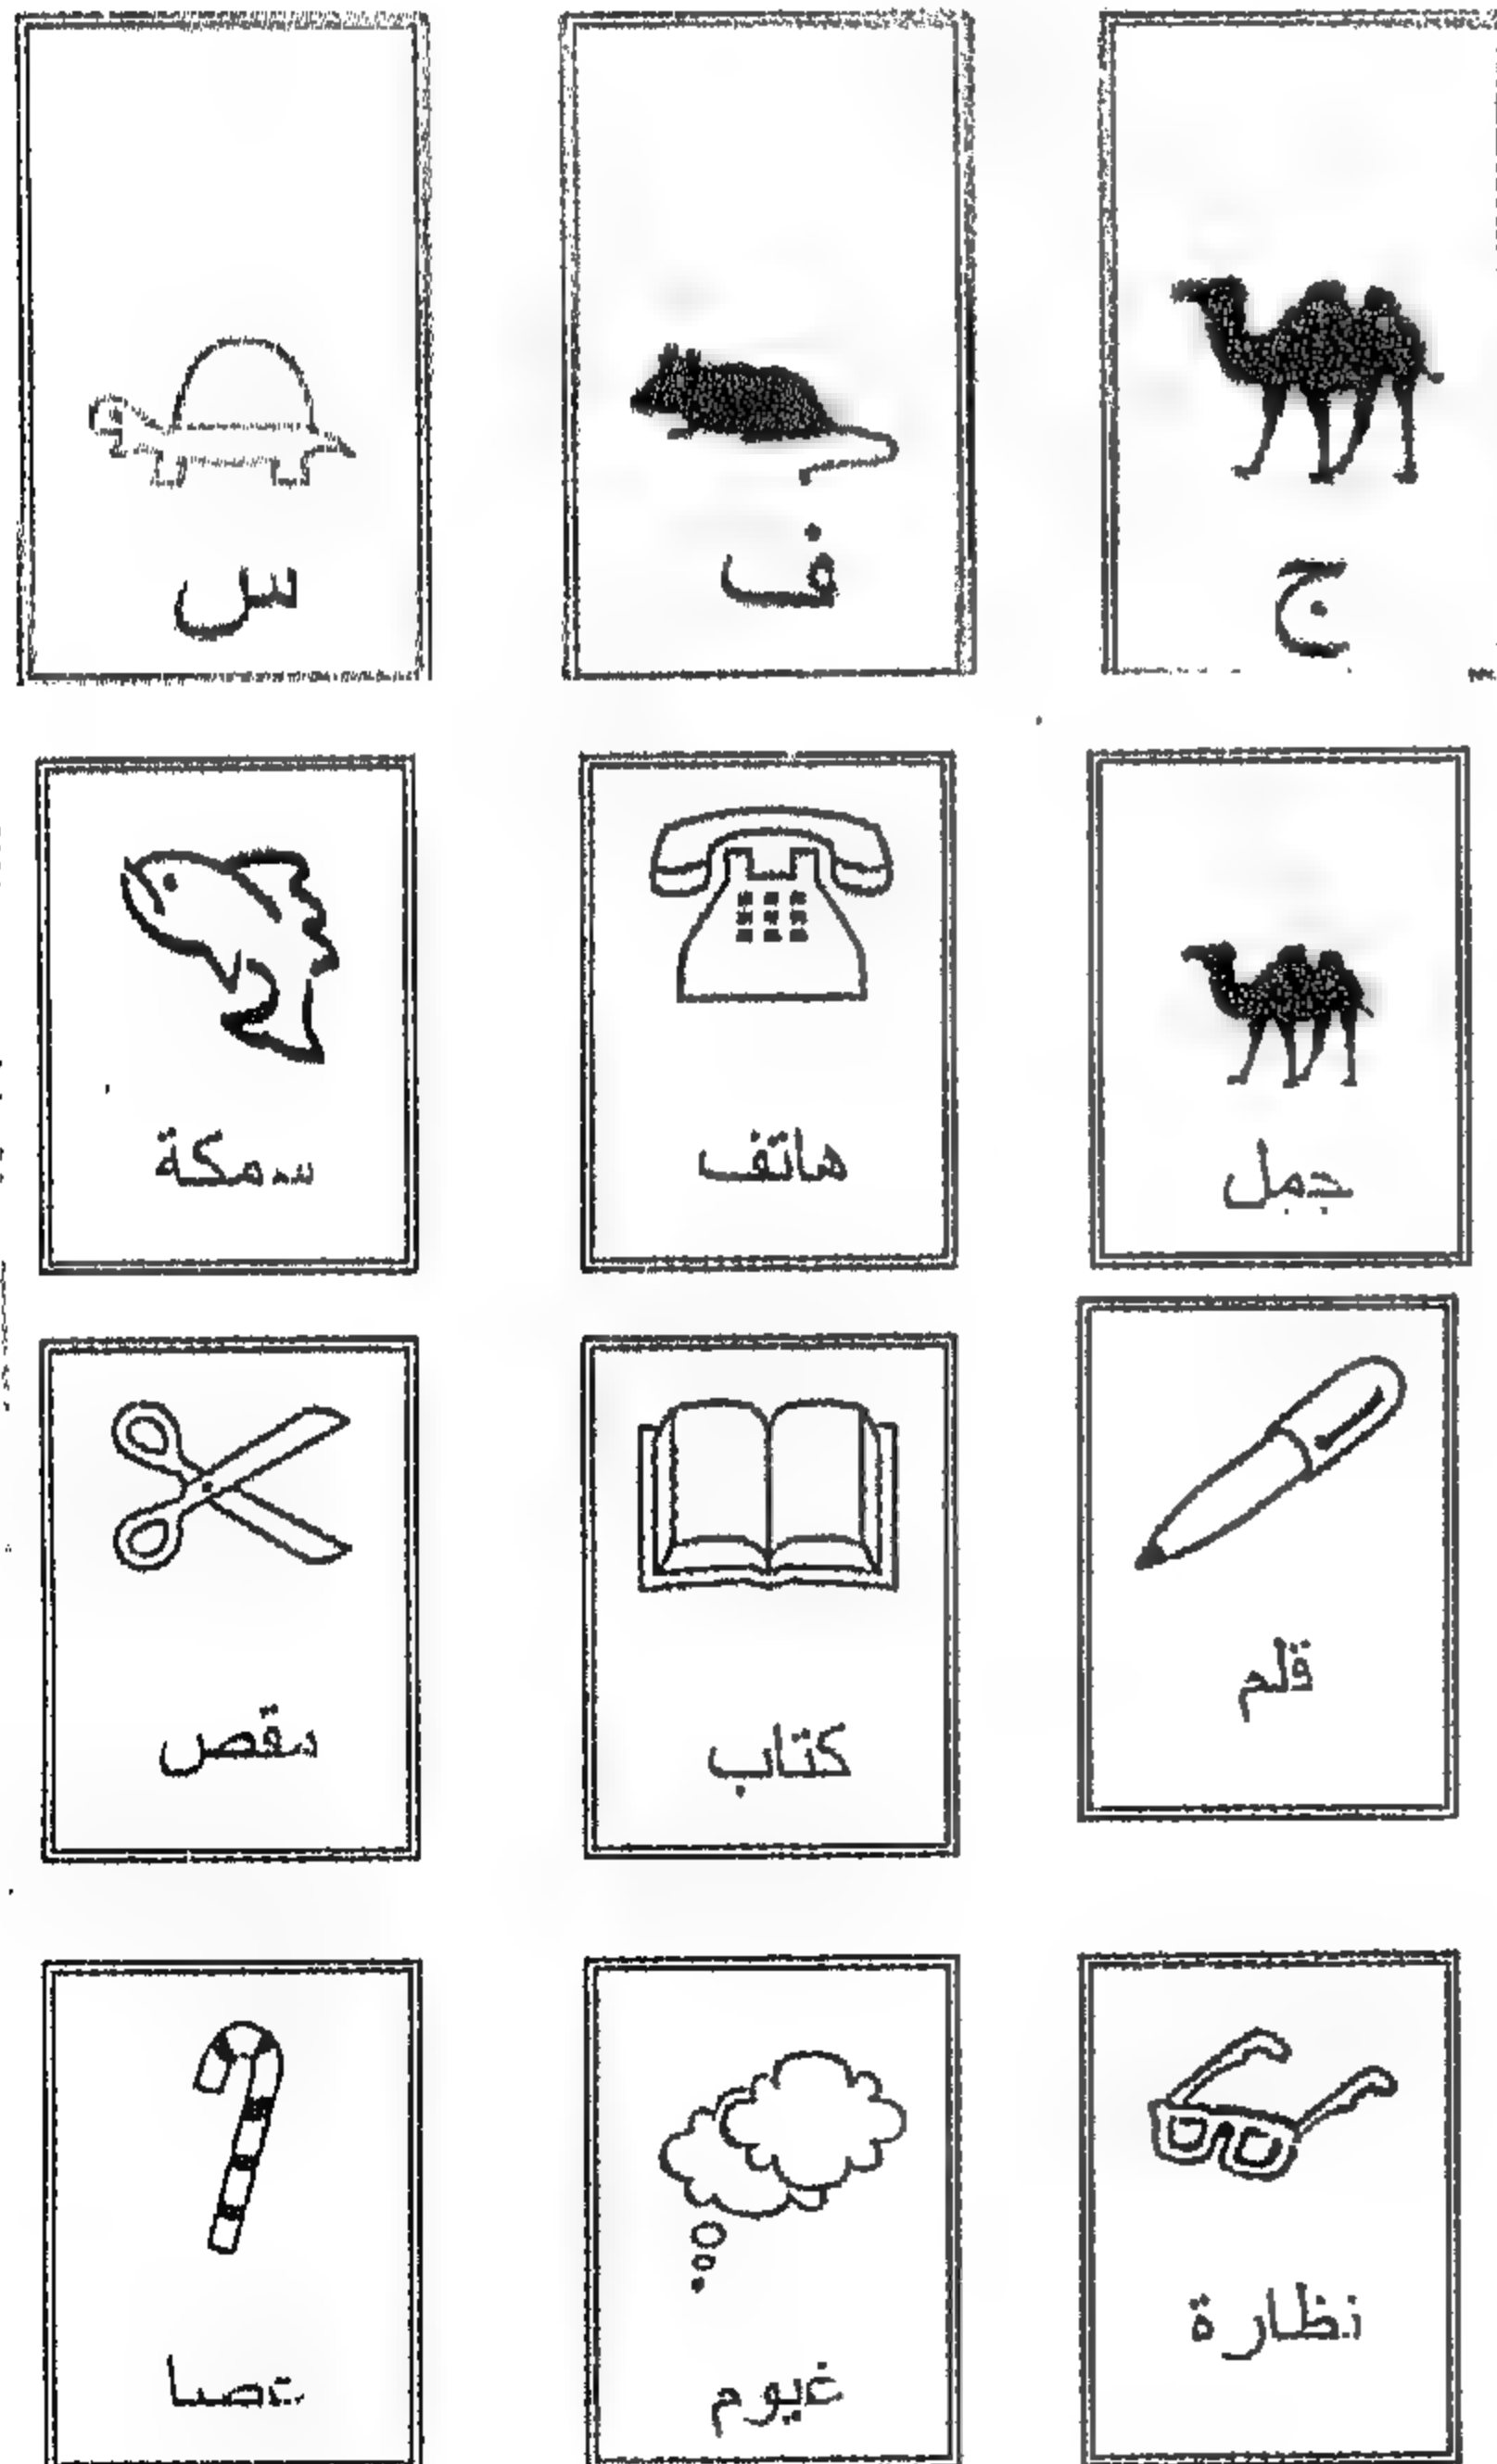 ج
ف
س
جمل
هاتف
سمكة
قلم
كتاب
مقص
نظارة
غيوم
عصا